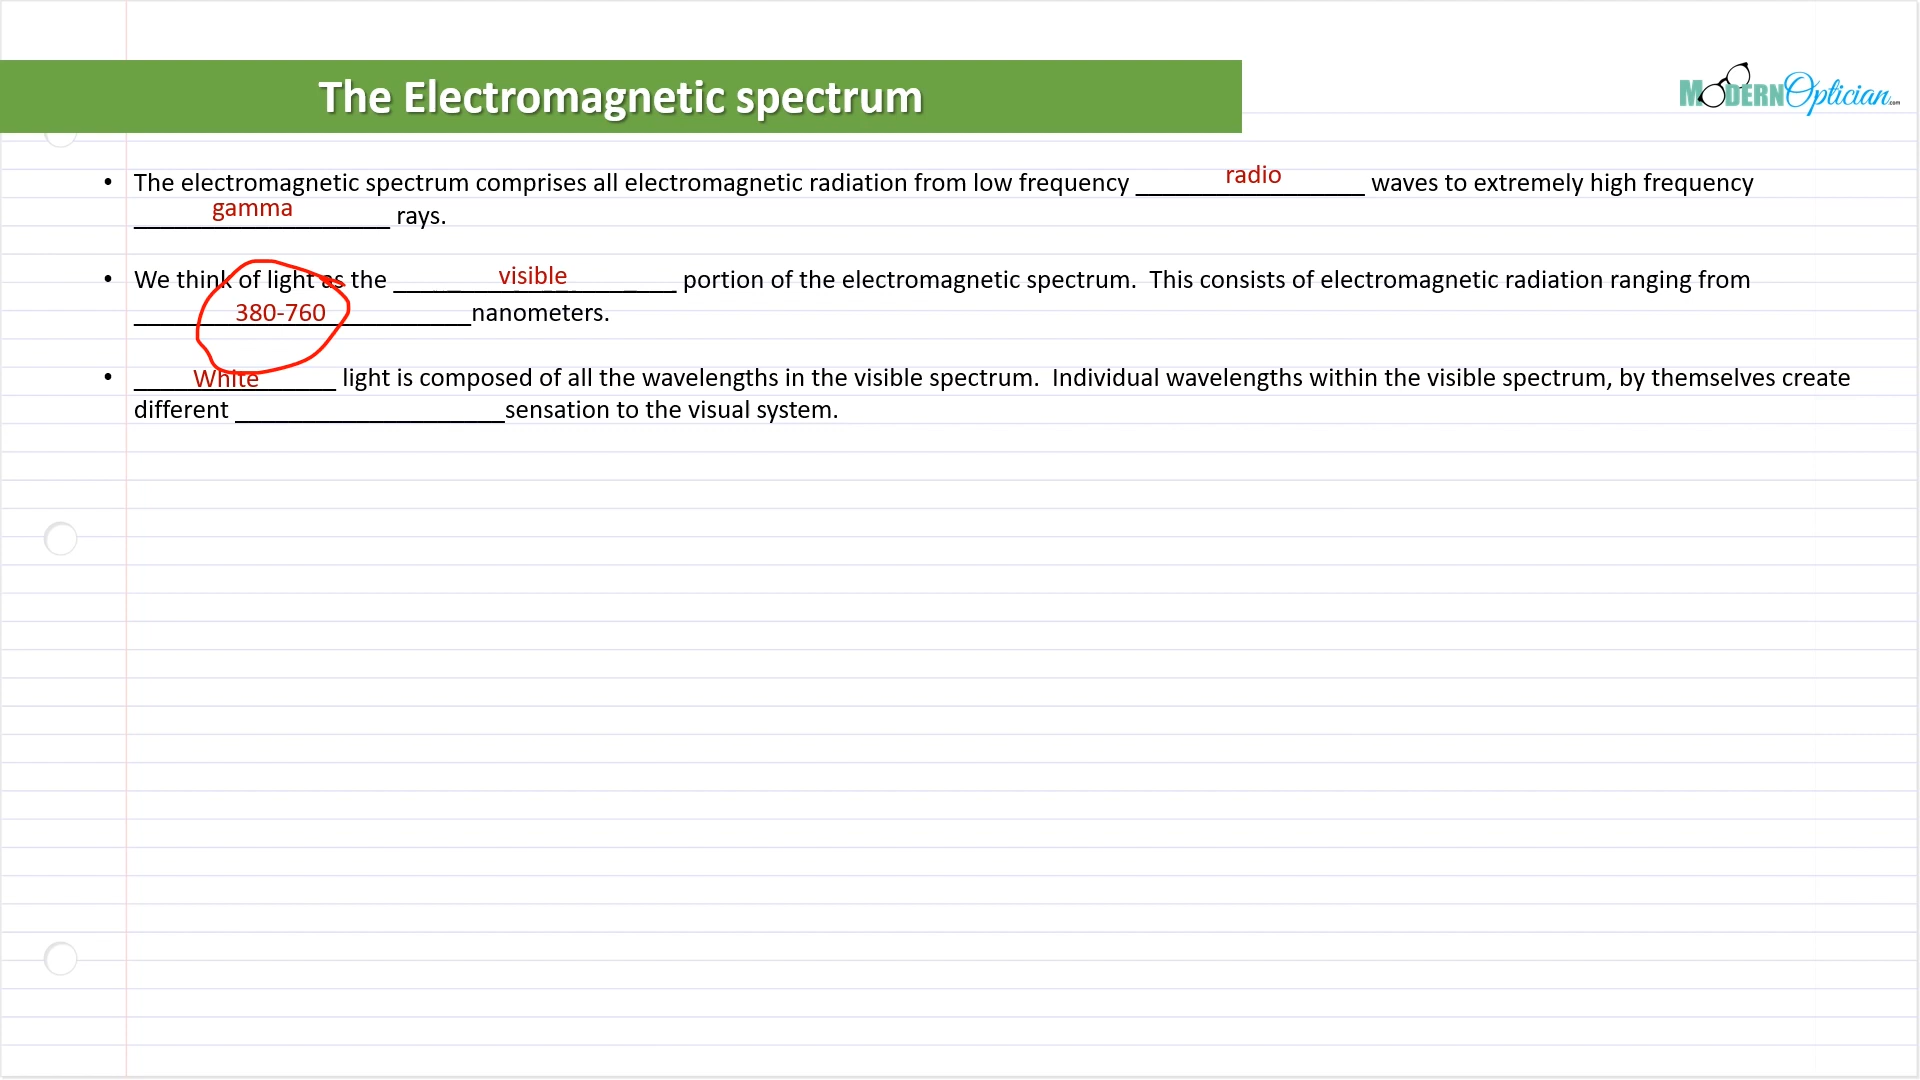 The Electromagnetic spectrum
MODERNOptician.com
• The electromagnetic spectrum comprises all electromagnetic radiation from low frequency radio waves to extremely high frequency
gamma rays.
• We think of light as the visible portion of the electromagnetic spectrum. This consists of electromagnetic radiation ranging from
380-760 nanometers.
• White light is composed of all the wavelengths in the visible spectrum. Individual wavelengths within the visible spectrum, by themselves create
different ____________________sensation to the visual system.